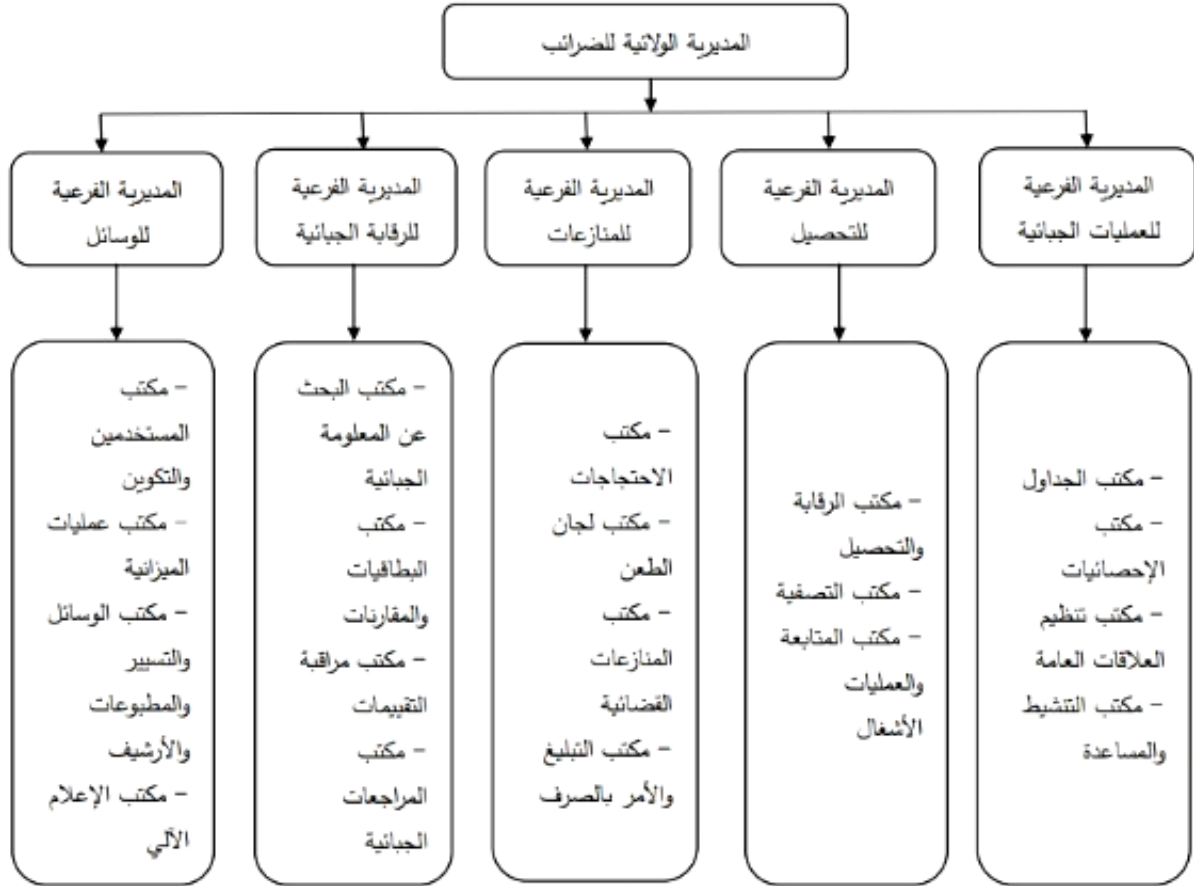 المديرية الولائية للضرائب
المديرية الفرعية
للعمليات الجبائية
المديرية الفرعية
للتحصيل
المديرية الفرعية
للمنازعات
المديرية الفرعية
للرقابة الجبائية
المديرية الفرعية
للوسائل
– مكتب الجداول
– مكتب
الإحصائيات
– مكتب تنظيم
العلاقات العامة
– مكتب التنشيط
والمساعدة
– مكتب الرقابة
والتحصيل
– مكتب التصفية
– مكتب المتابعة
والعمليات
الأشغال
– مكتب
الاحتجاجات
– مكتب لجان
الطعن
– مكتب
المنازعات
القضائية
– مكتب التبليغ
والأمر بالصرف
– مكتب البحث
عن المعلومة
الجبائية
– مكتب
البطاقيات
والمقارنات
– مكتب مراقبة
التقييمات
– مكتب
المراجعات
الجبائية
– مكتب
المستخدمين
والتكوين
– مكتب عمليات
الميزانية
– مكتب الوسائل
والتسيير
والمطبوعات
والأرشيف
– مكتب الإعلام
الآلي